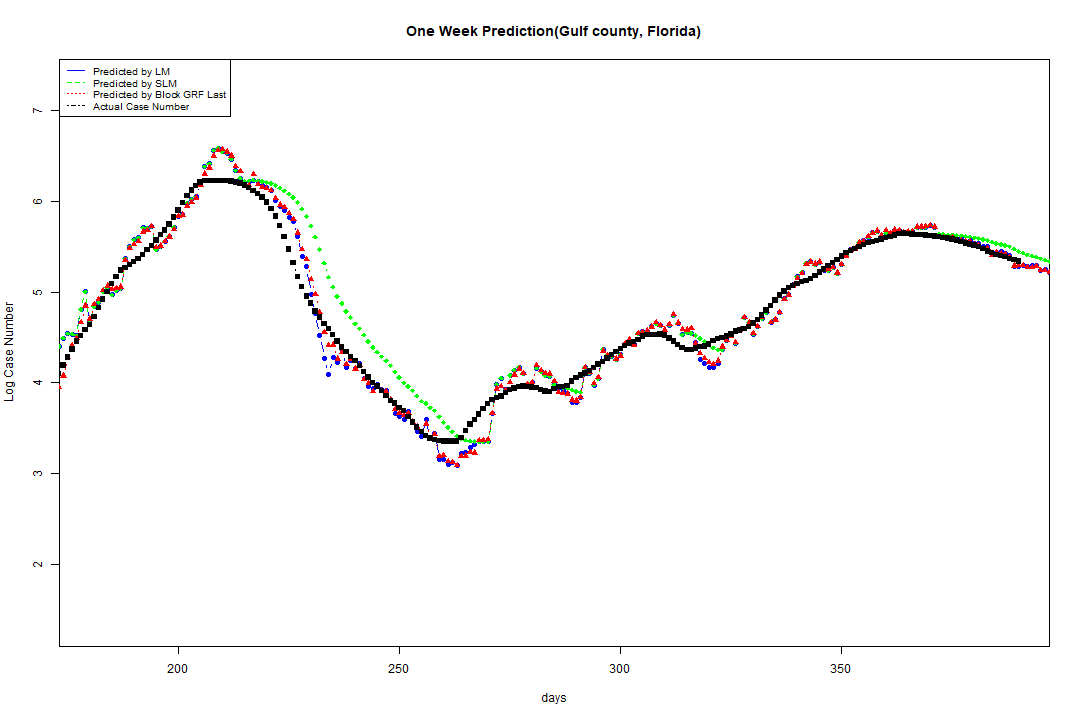 One Week Prediction(Gulf county, Florida)
Predicted by LM
Predicted by SLM
Predicted by Block GRF Last
Actual Case Number
7
6
5
4
3
2
Log Case Number
200
250
300
350
days